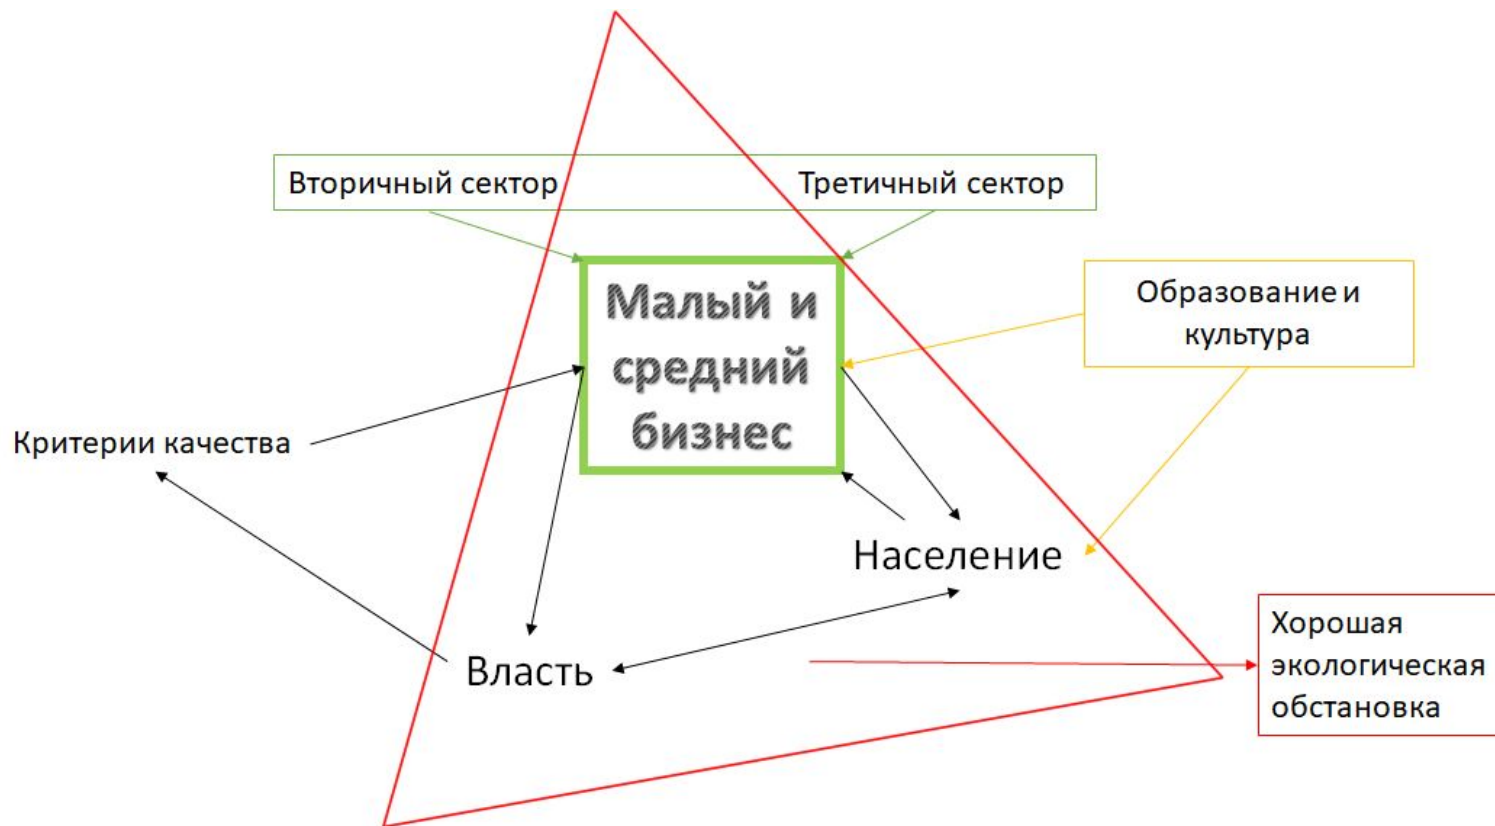 Вторичный сектор
Третичный сектор
Малый и
средний
бизнес
Образование и
культура
Критерии качества
Население
Власть
Хорошая
экологическая
обстановка